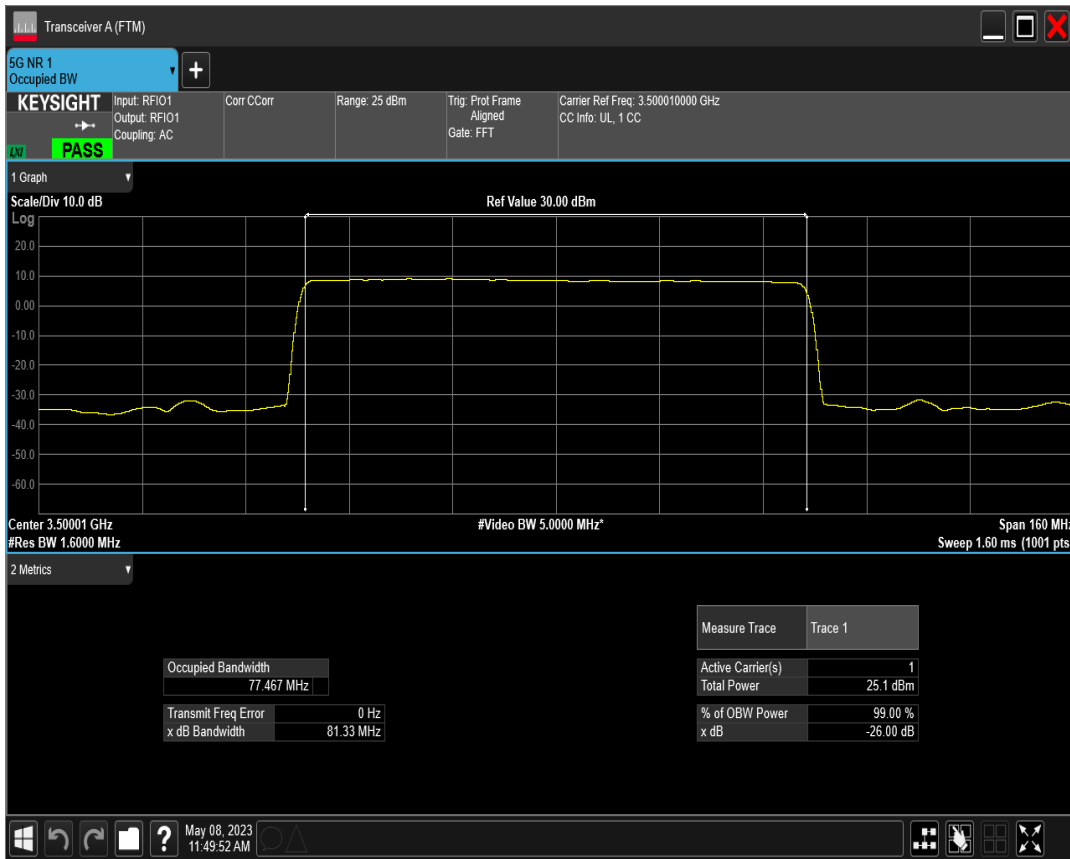 Transceiver A (FTM)
5G NR 1
Occupied BW
+
KEYSIGHT
LXI
PASS
Input: RFIO1
Output: RFIO1
Coupling: AC
Corr CCorr
Range: 25 dBm
Trig: Prot Frame
Aligned
Gate: FFT
Carrier Ref Freq: 3.500010000 GHz
CC Info: UL, 1 CC
1 Graph
Scale/Div 10.0 dB
Ref Value 30.00 dBm
Log
20.0
10.0
0.00
-10.0
-20.0
-30.0
-40.0
-50.0
-60.0
Center 3.50001 GHz
#Video BW 5.0000 MHz*
Span 160 MHz
#Res BW 1.6000 MHz
Sweep 1.60 ms (1001 pts
2 Metrics
Measure Trace Trace 1
Occupied Bandwidth
77.467 MHz
Active Carrier(s) 1
Total Power 25.1 dBm
Transmit Freq Error 0 Hz
x dB Bandwidth 81.33 MHz
% of OBW Power 99.00 %
x dB -26.00 dB
?
May 08, 2023
11:49:52 AM